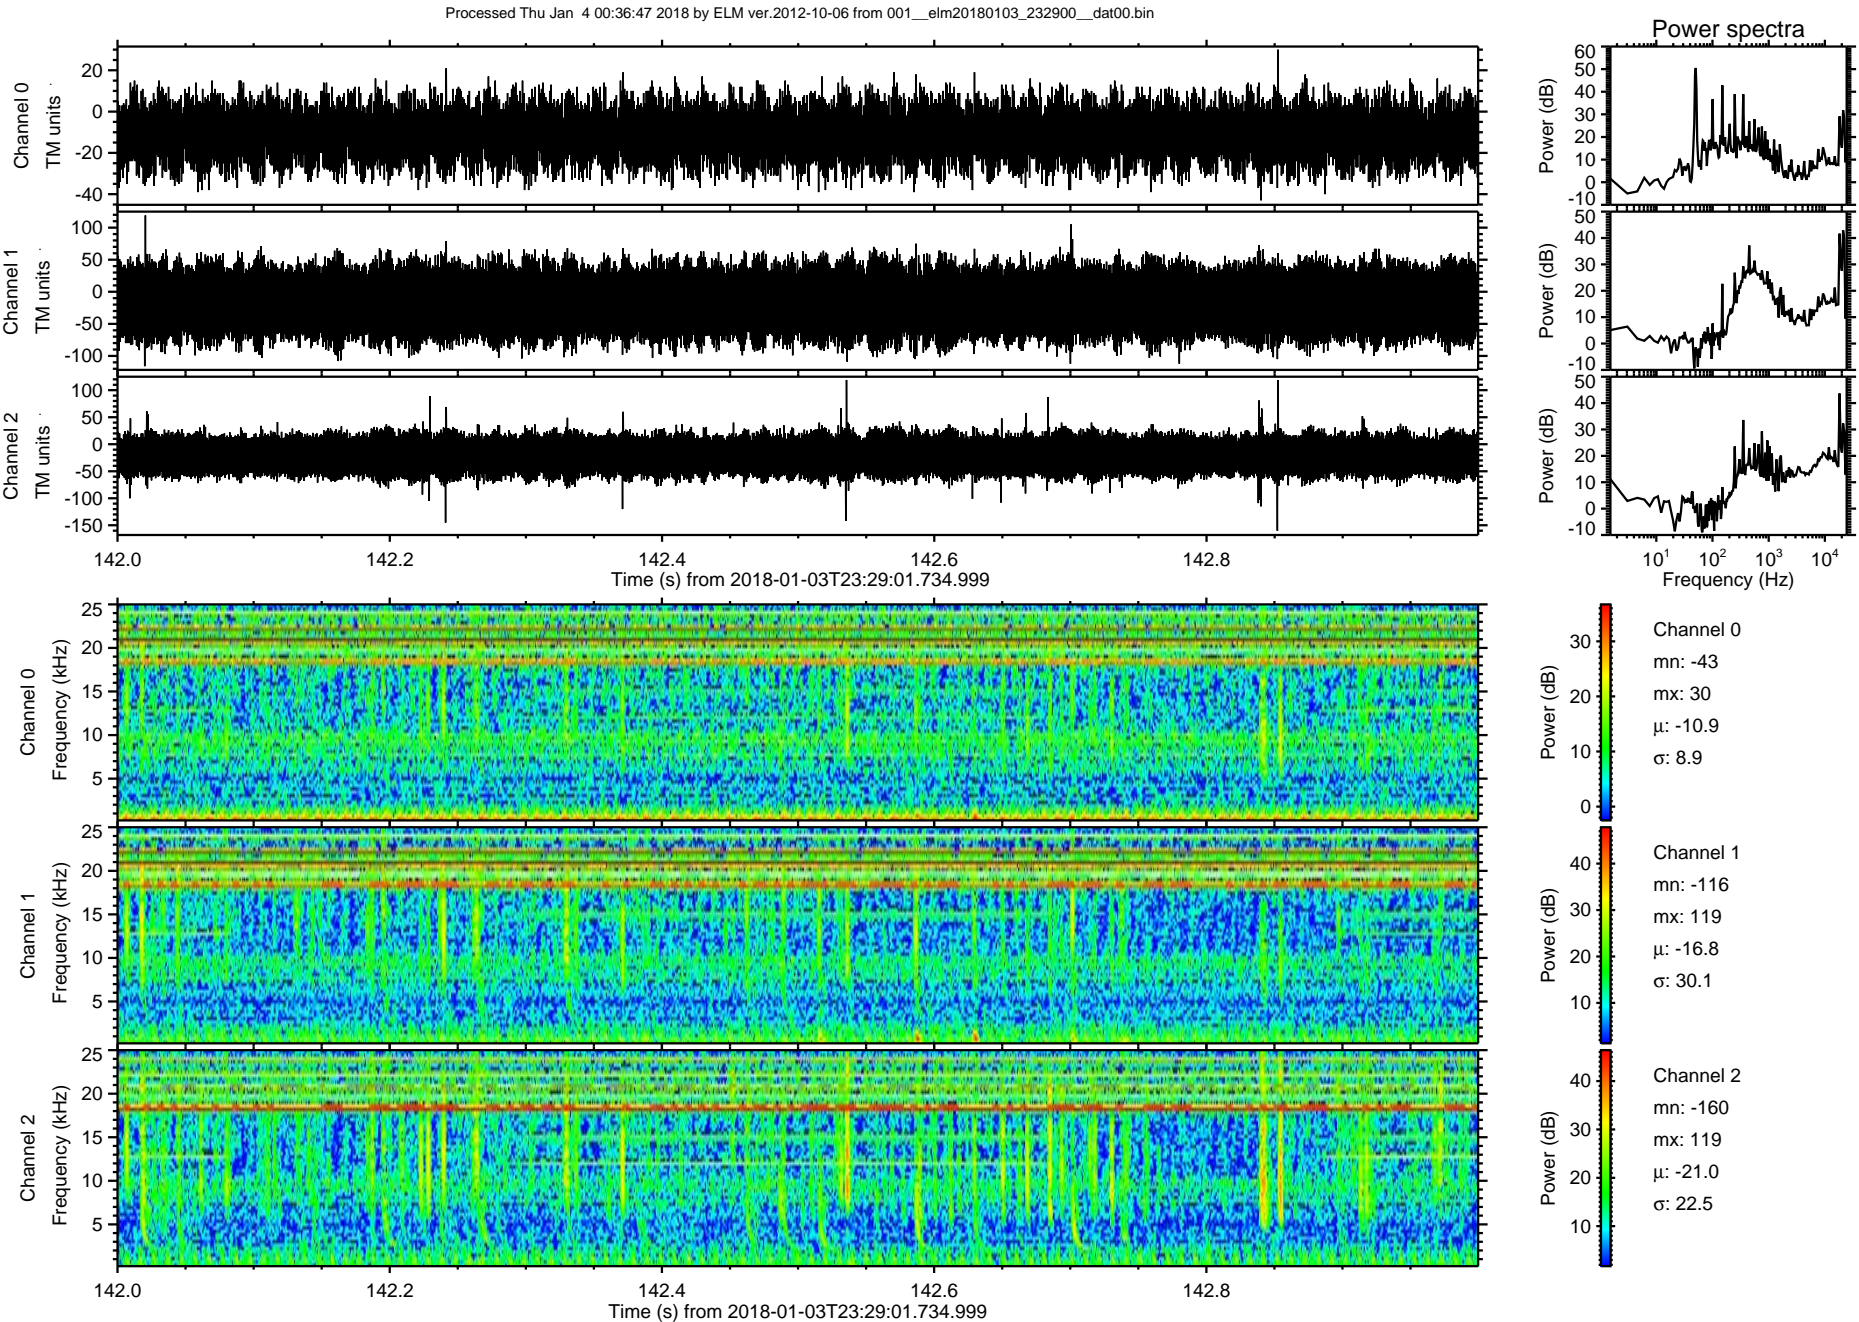 Processed Thu Jan  4 00:36:47 2018 by ELM ver.2012-10-06 from 001__elm20180103_232900__dat00.bin
Power spectra
Channel 0
TM units
20
0
-20
-40
Power (dB)
60
50
40
30
20
10
0
-10
Channel 1
TM units
100
50
0
-50
-100
Power (dB)
50
40
30
20
10
0
-10
Channel 2
TM units
100
50
0
-50
-100
-150
Power (dB)
50
40
30
20
10
0
-10
142.0 142.2 142.4 142.6 142.8
Time (s) from 2018-01-03T23:29:01.734.999
10¹ 10² 10³ 10⁴
Frequency (Hz)
Channel 0
Frequency (kHz)
25
20
15
10
5
Power (dB)
30
20
10
0
Channel 0
mn: -43
mx: 30
μ: -10.9
σ: 8.9
Channel 1
Frequency (kHz)
25
20
15
10
5
Power (dB)
40
30
20
10
Channel 1
mn: -116
mx: 119
μ: -16.8
σ: 30.1
Channel 2
Frequency (kHz)
25
20
15
10
5
Power (dB)
40
30
20
10
Channel 2
mn: -160
mx: 119
μ: -21.0
σ: 22.5
142.0 142.2 142.4 142.6 142.8
Time (s) from 2018-01-03T23:29:01.734.999